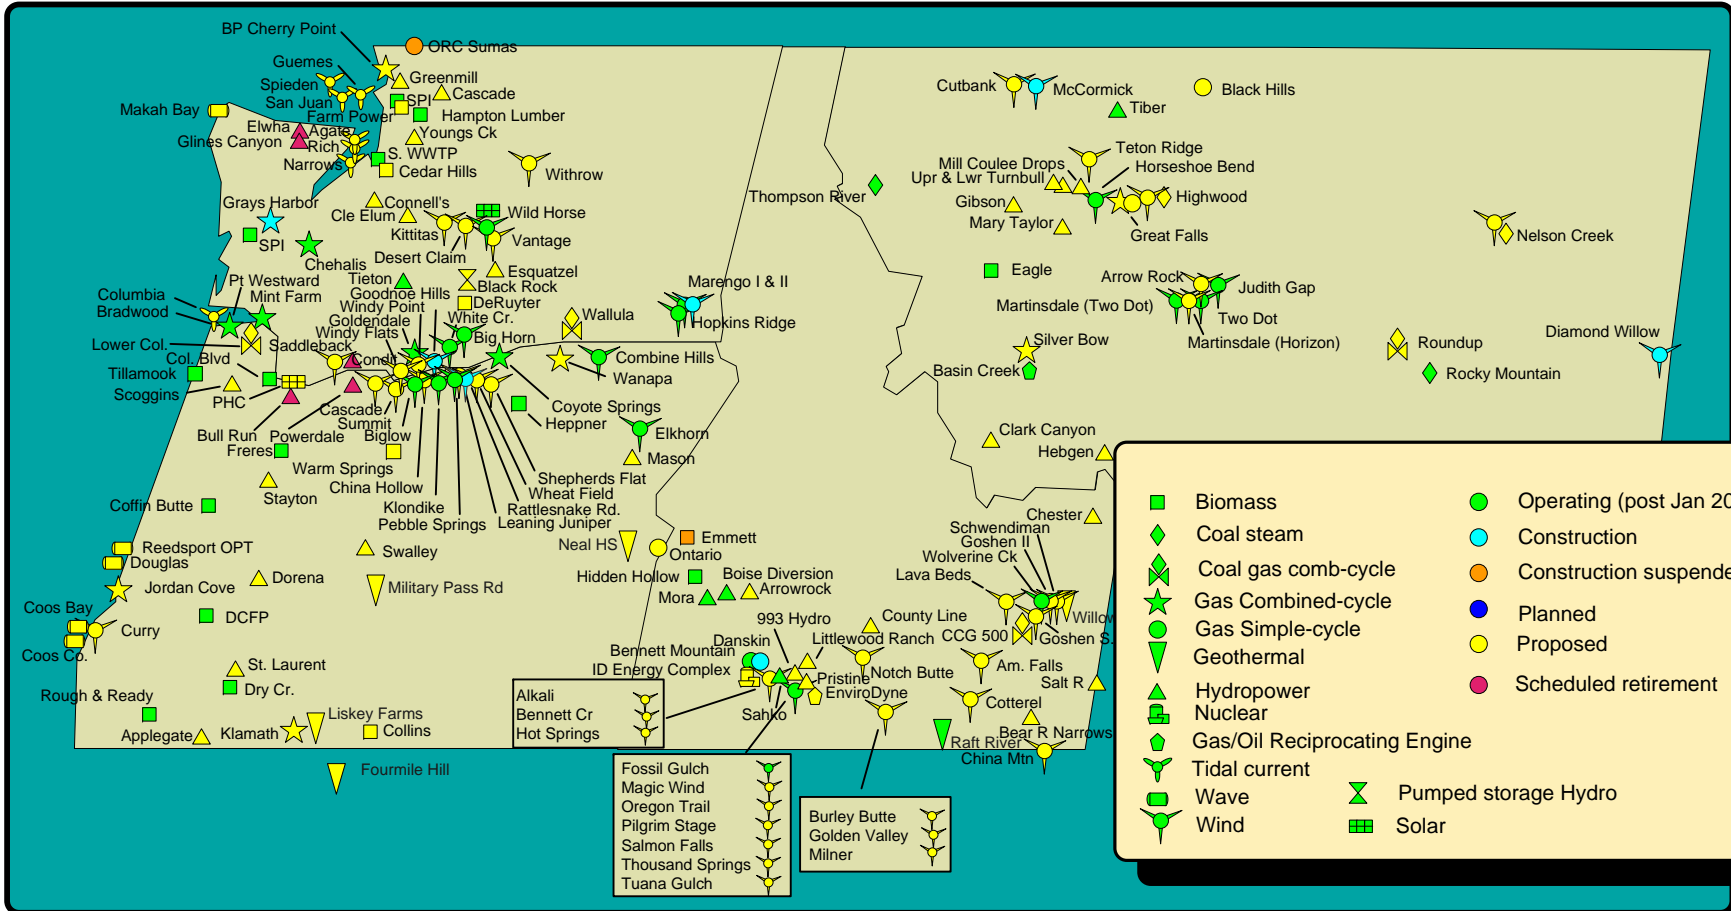 BP Cherry Point
ORC Sumas
Guemes
Greenmill
Spieden
Cascade
San Juan
SPI
Farm Power
Hampton Lumber
Makah Bay
Elwha
Agate
Youngs Ck
Glines Canyon
Rich
S. WWTP
Narrows
Cedar Hills
Withrow
Grays Harbor
Connell's
Cle Elum
Wild Horse
Kittitas
Vantage
SPI
Desert Claim
Chehalis
Esquatzel
Pt Westward
Tieton
Black Rock
Mint Farm
Goodnoe Hills
DeRuyter
Columbia
Windy Point
White Cr.
Bradwood
Goldendale
Big Horn
Windy Flats
Lower Col.
Saddleback
Col. Blvd
Condit
Tillamook
Scoggins
PHC
Marengo I & II
Hopkins Ridge
Wallula
Combine Hills
Wanapa
Coyote Springs
Heppner
Cascade
Summit
Bull Run
Powerdale
Biglow
Freres
Elkhorn
Mason
Warm Springs
Stayton
China Hollow
Klondike
Pebble Springs
Shepherds Flat
Wheat Field
Rattlesnake Rd.
Leaning Juniper
Coffin Butte
Reedsport OPT
Douglas
Swalley
Neal HS
Ontario
Emmett
Jordan Cove
Dorena
Military Pass Rd
Hidden Hollow
Boise Diversion
Mora
Arrowrock
Coos Bay
DCFP
Curry
Coos Co.
St. Laurent
Dry Cr.
Rough & Ready
Applegate
Klamath
Liskey Farms
Collins
Fourmile Hill
Cutbank
McCormick
Black Hills
Tiber
Teton Ridge
Mill Coulee Drops
Horseshoe Bend
Upr & Lwr Turnbull
Thompson River
Highwood
Gibson
Mary Taylor
Great Falls
Nelson Creek
Eagle
Arrow Rock
Judith Gap
Martinsdale (Two Dot)
Two Dot
Martinsdale (Horizon)
Diamond Willow
Silver Bow
Roundup
Basin Creek
Rocky Mountain
Clark Canyon
Hebgen
Chester
Schwendiman
Goshen II
Wolverine Ck
Lava Beds
Willow
County Line
CCG 500
Goshen S.
993 Hydro
Littlewood Ranch
Danskin
Bennett Mountain
ID Energy Complex
Notch Butte
Am. Falls
Pristine
Salt R
EnviroDyne
Sahko
Cotterel
Bear R Narrows
Raft River
China Mtn
Alkali
Bennett Cr
Hot Springs
Fossil Gulch
Magic Wind
Oregon Trail
Pilgrim Stage
Salmon Falls
Thousand Springs
Tuana Gulch
Burley Butte
Golden Valley
Milner
Biomass
Coal steam
Coal gas comb-cycle
Gas Combined-cycle
Gas Simple-cycle
Geothermal
Hydropower
Nuclear
Gas/Oil Reciprocating Engine
Tidal current
Wave
Wind
Pumped storage Hydro
Solar
Operating (post Jan 20
Construction
Construction suspende
Planned
Proposed
Scheduled retirement